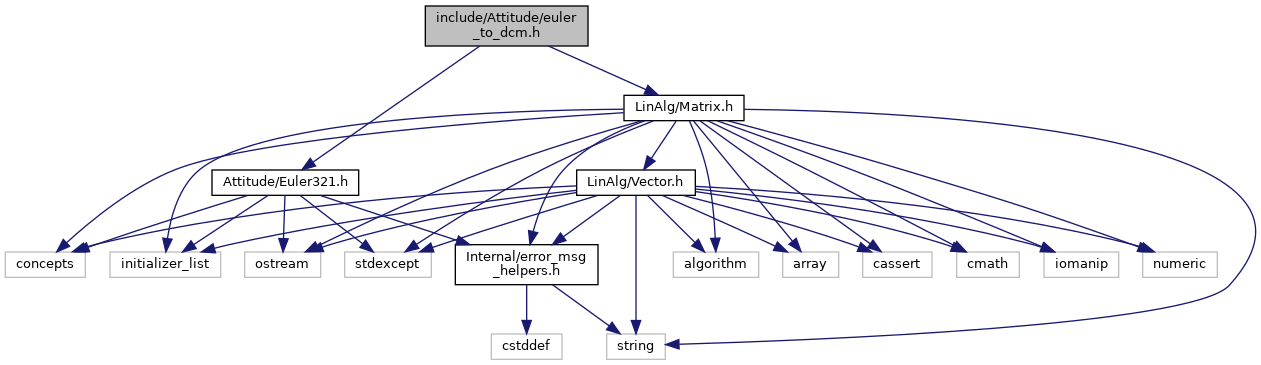 include/Attitude/euler
_to_dcm.h
LinAlg/Matrix.h
Attitude/Euler321.h
LinAlg/Vector.h
concepts
initializer_list
ostream
stdexcept
Internal/error_msg
_helpers.h
algorithm
array
cassert
cmath
iomanip
numeric
cstddef
string